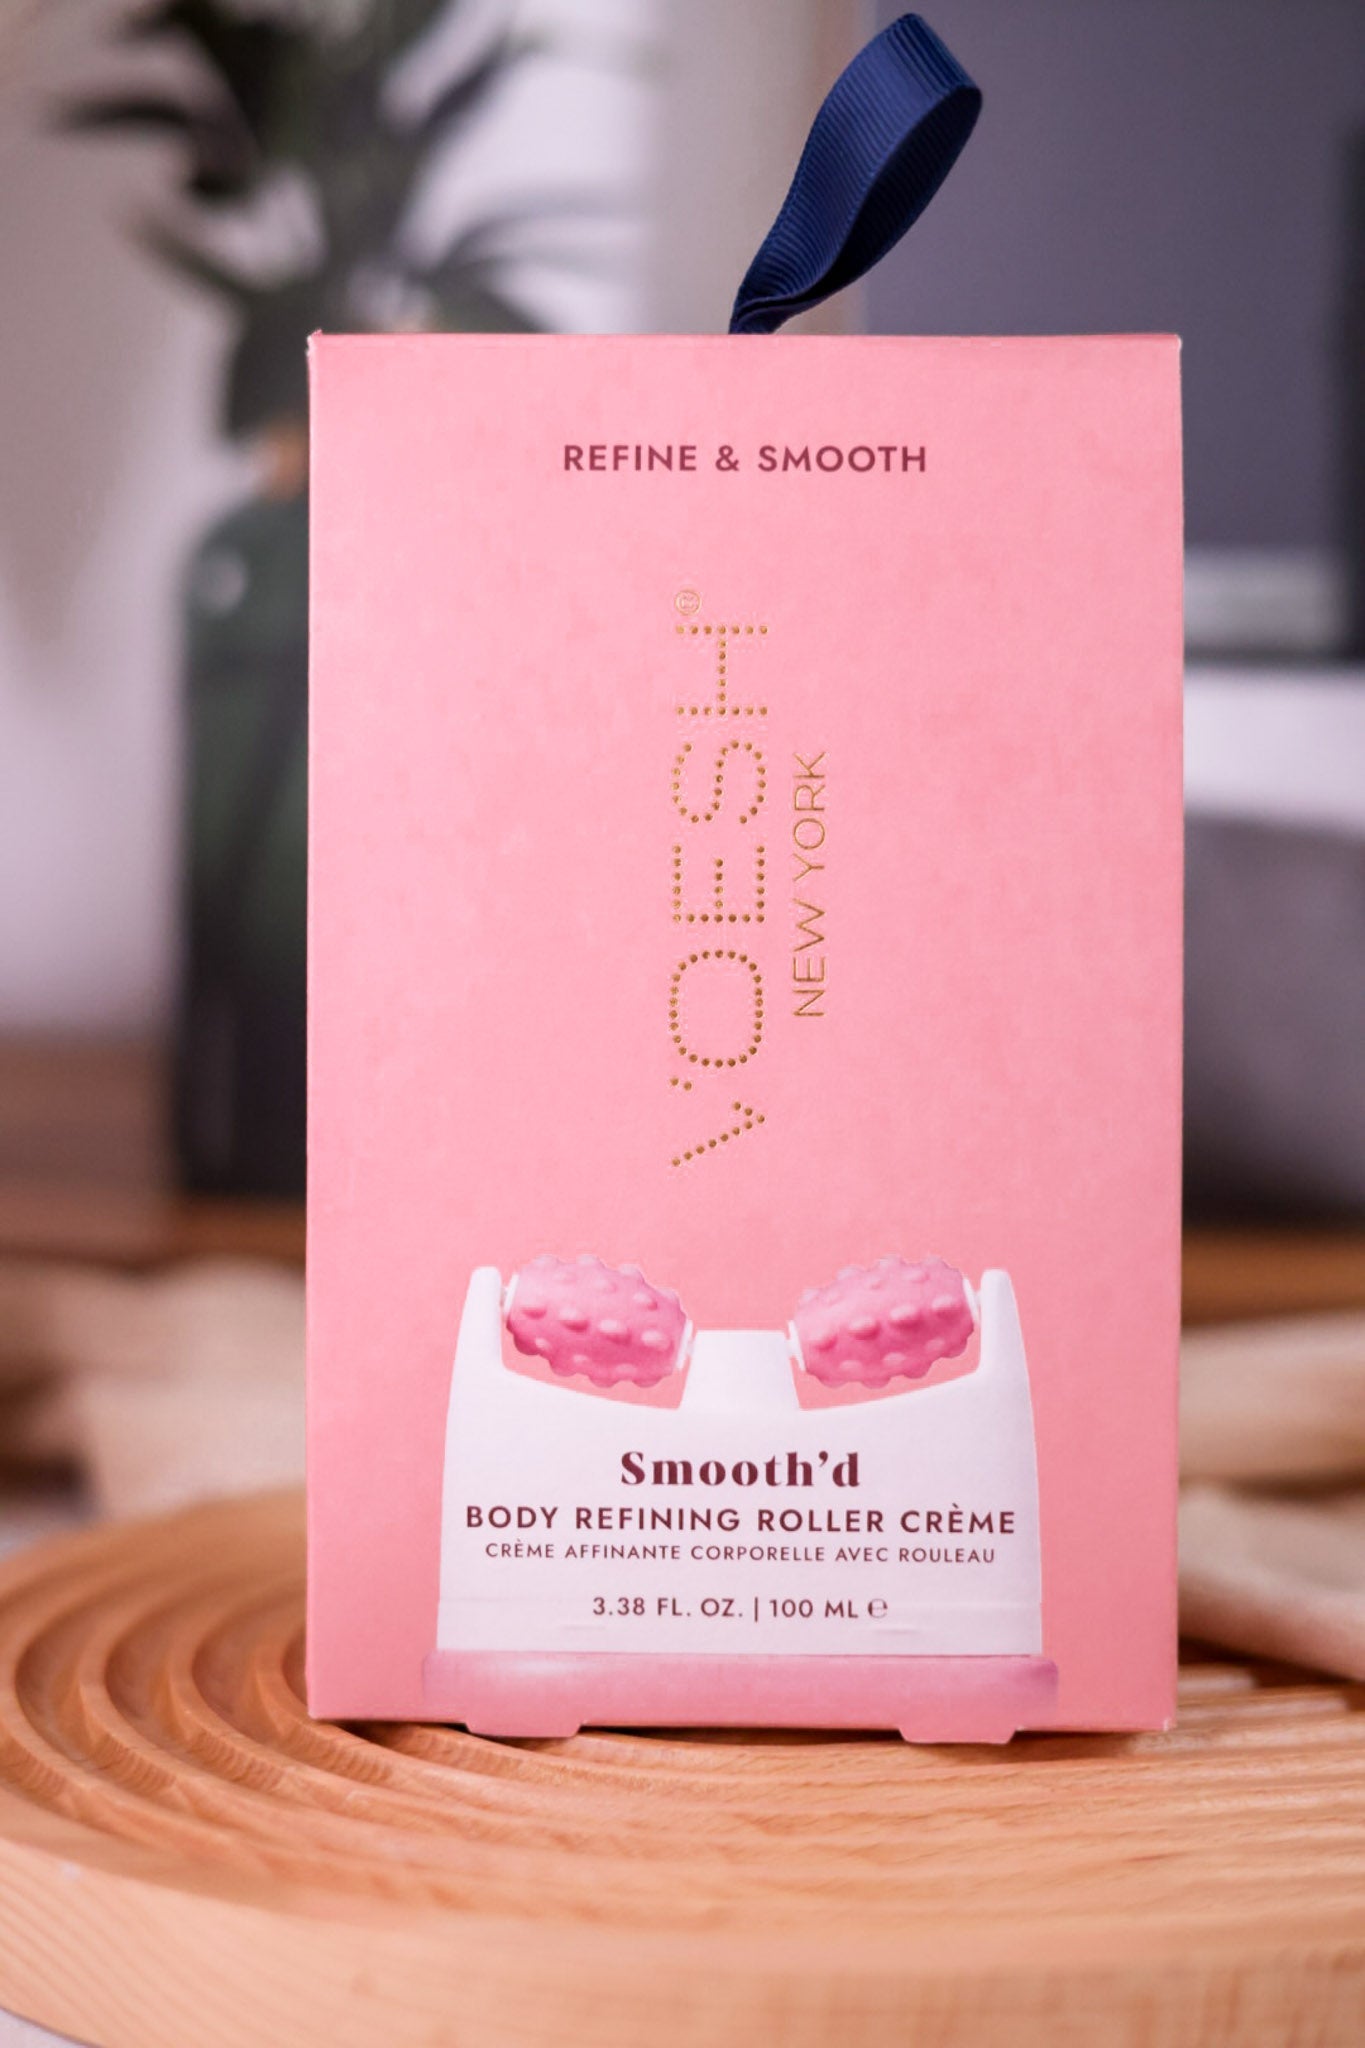 REFINE & SMOOTH
V'OESH®
NEW YORK
Smooth'd
BODY REFINING ROLLER CRÈME
CRÈME AFFINANTE CORPORELLE AVEC ROULEAU
3.38 FL. OZ. | 100 ML ℮